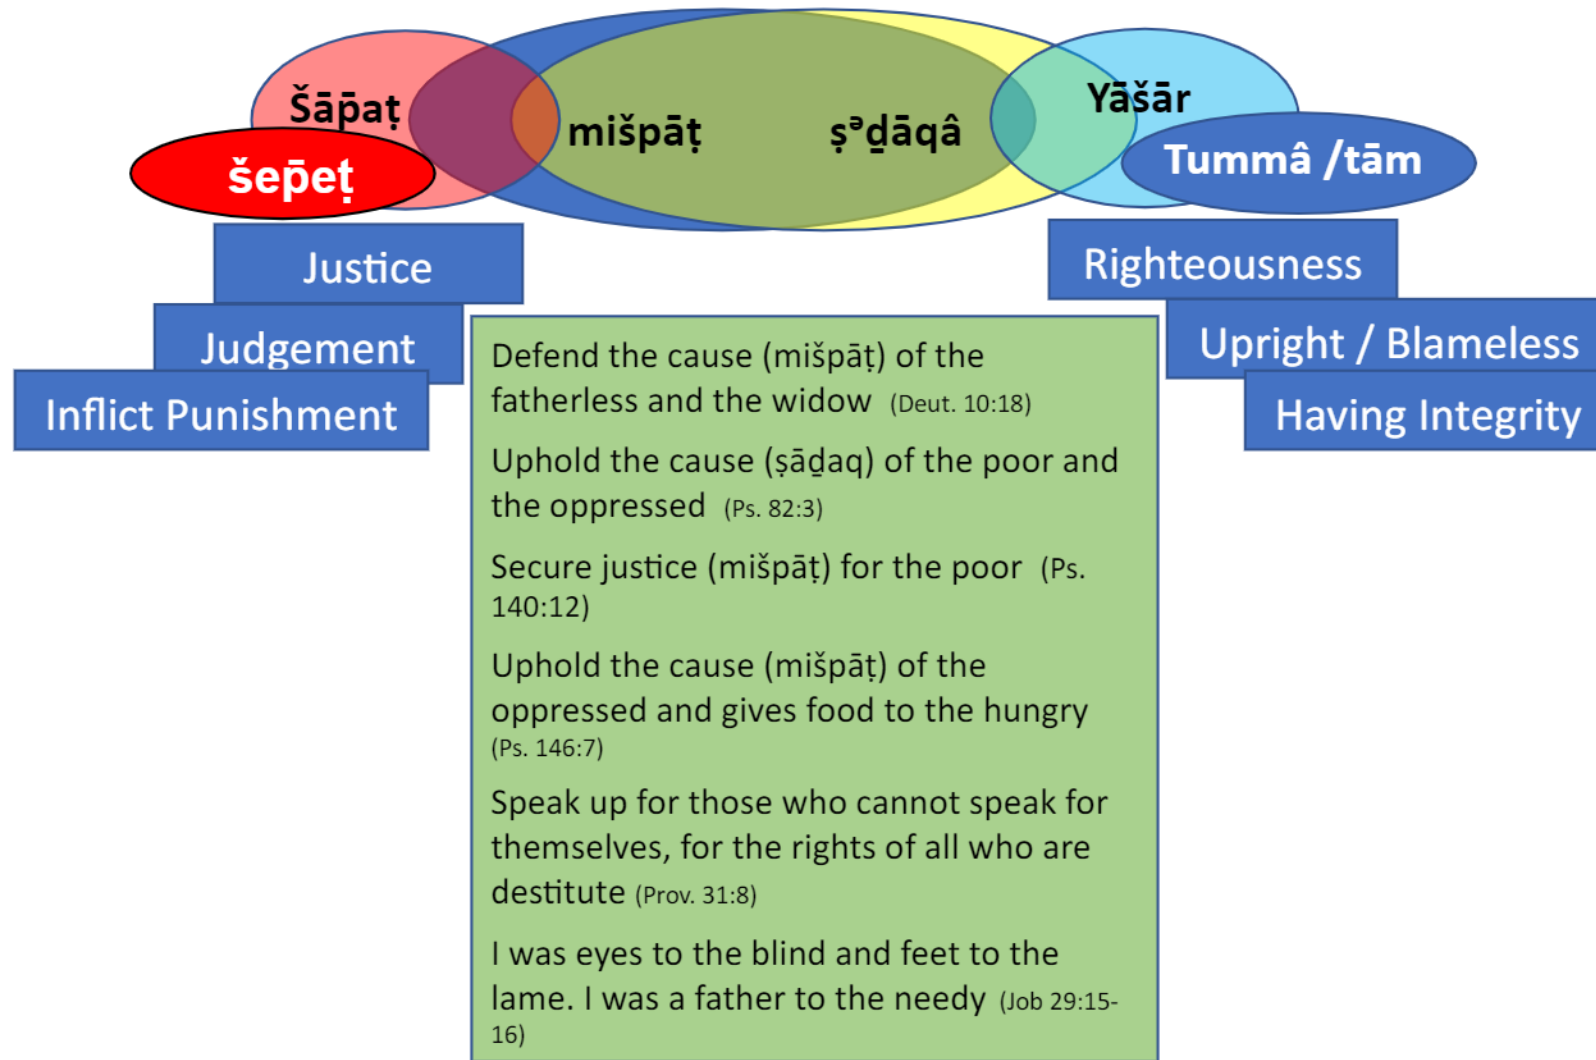 Šāp̄aṭ
šep̄eṭ
mišpāṭ
ṣᵊḏāqâ
Yāšār
Tummâ /tām
Justice
Judgement
Inflict Punishment
Righteousness
Upright / Blameless
Having Integrity
Defend the cause (mišpāṭ) of the
fatherless and the widow (Deut. 10:18)
Uphold the cause (ṣāḏaq) of the poor and
the oppressed (Ps. 82:3)
Secure justice (mišpāṭ) for the poor (Ps.
140:12)
Uphold the cause (mišpāṭ) of the
oppressed and gives food to the hungry
(Ps. 146:7)
Speak up for those who cannot speak for
themselves, for the rights of all who are
destitute (Prov. 31:8)
I was eyes to the blind and feet to the
lame. I was a father to the needy (Job 29:15-
16)